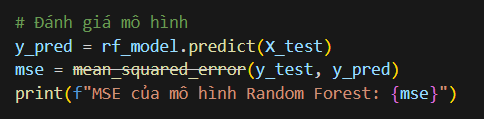 # Đánh giá mô hình
y_pred = rf_model.predict(X_test)
mse = mean_squared_error(y_test, y_pred)
print(f"MSE của mô hình Random Forest: {mse}")